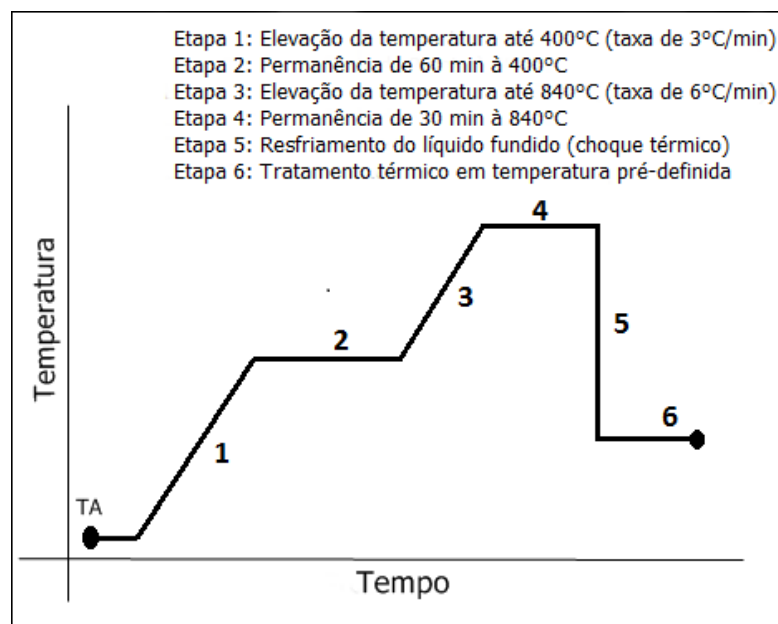 Etapa 1: Elevação da temperatura até 400ºC (taxa de 3ºC/min)
Etapa 2: Permanência de 60 min à 400ºC
Etapa 3: Elevação da temperatura até 840ºC (taxa de 6ºC/min)
Etapa 4: Permanência de 30 min à 840ºC
Etapa 5: Resfriamento do líquido fundido (choque térmico)
Etapa 6: Tratamento térmico em temperatura pré-definida
4
3
5
2
6
1
Temperatura
TA
Tempo